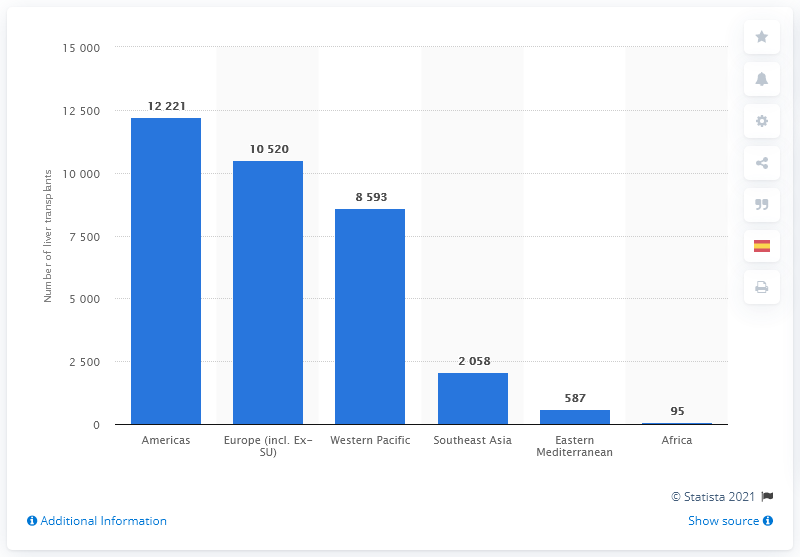 15 000
12 500
10 000
7 500
5 000
2 500
0
Number of liver transplants
12 221
10 520
8 593
2 058
587
95
Americas
Europe (incl. Ex-
SU)
Western Pacific
Southeast Asia
Eastern
Mediterranean
Africa
© Statista 2021
Additional Information
Show source